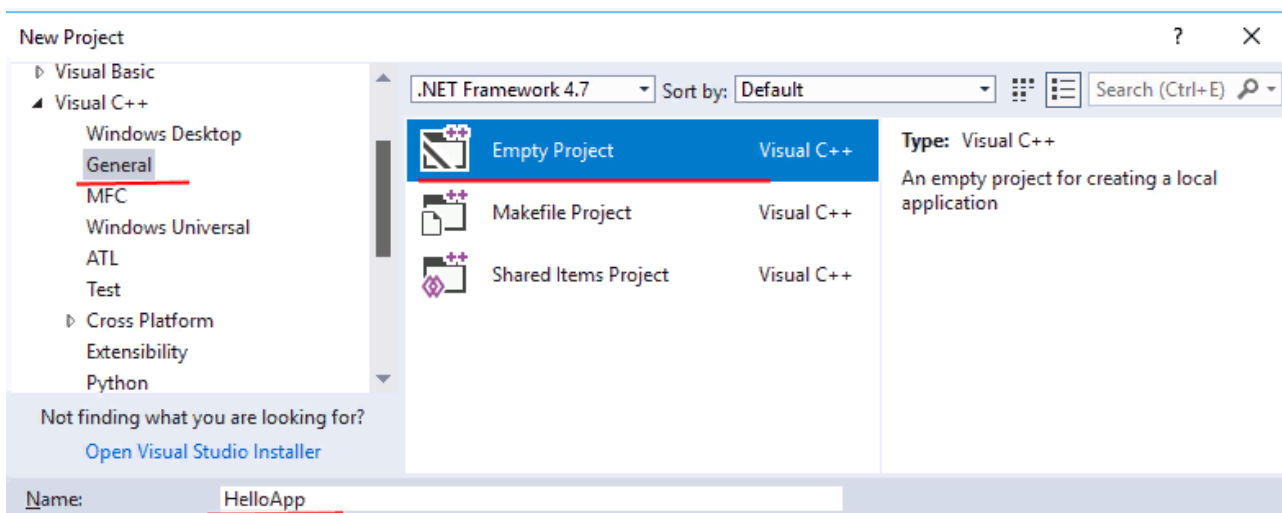 New Project
Visual Basic
Visual C++
Windows Desktop
General
MFC
Windows Universal
ATL
Test
Cross Platform
Extensibility
Python
Not finding what you are looking for?
Open Visual Studio Installer
.NET Framework 4.7 Sort by: Default Search (Ctrl+E)
Empty Project Visual C++
Makefile Project Visual C++
Shared Items Project Visual C++
Type: Visual C++
An empty project for creating a local
application
Name: HelloApp